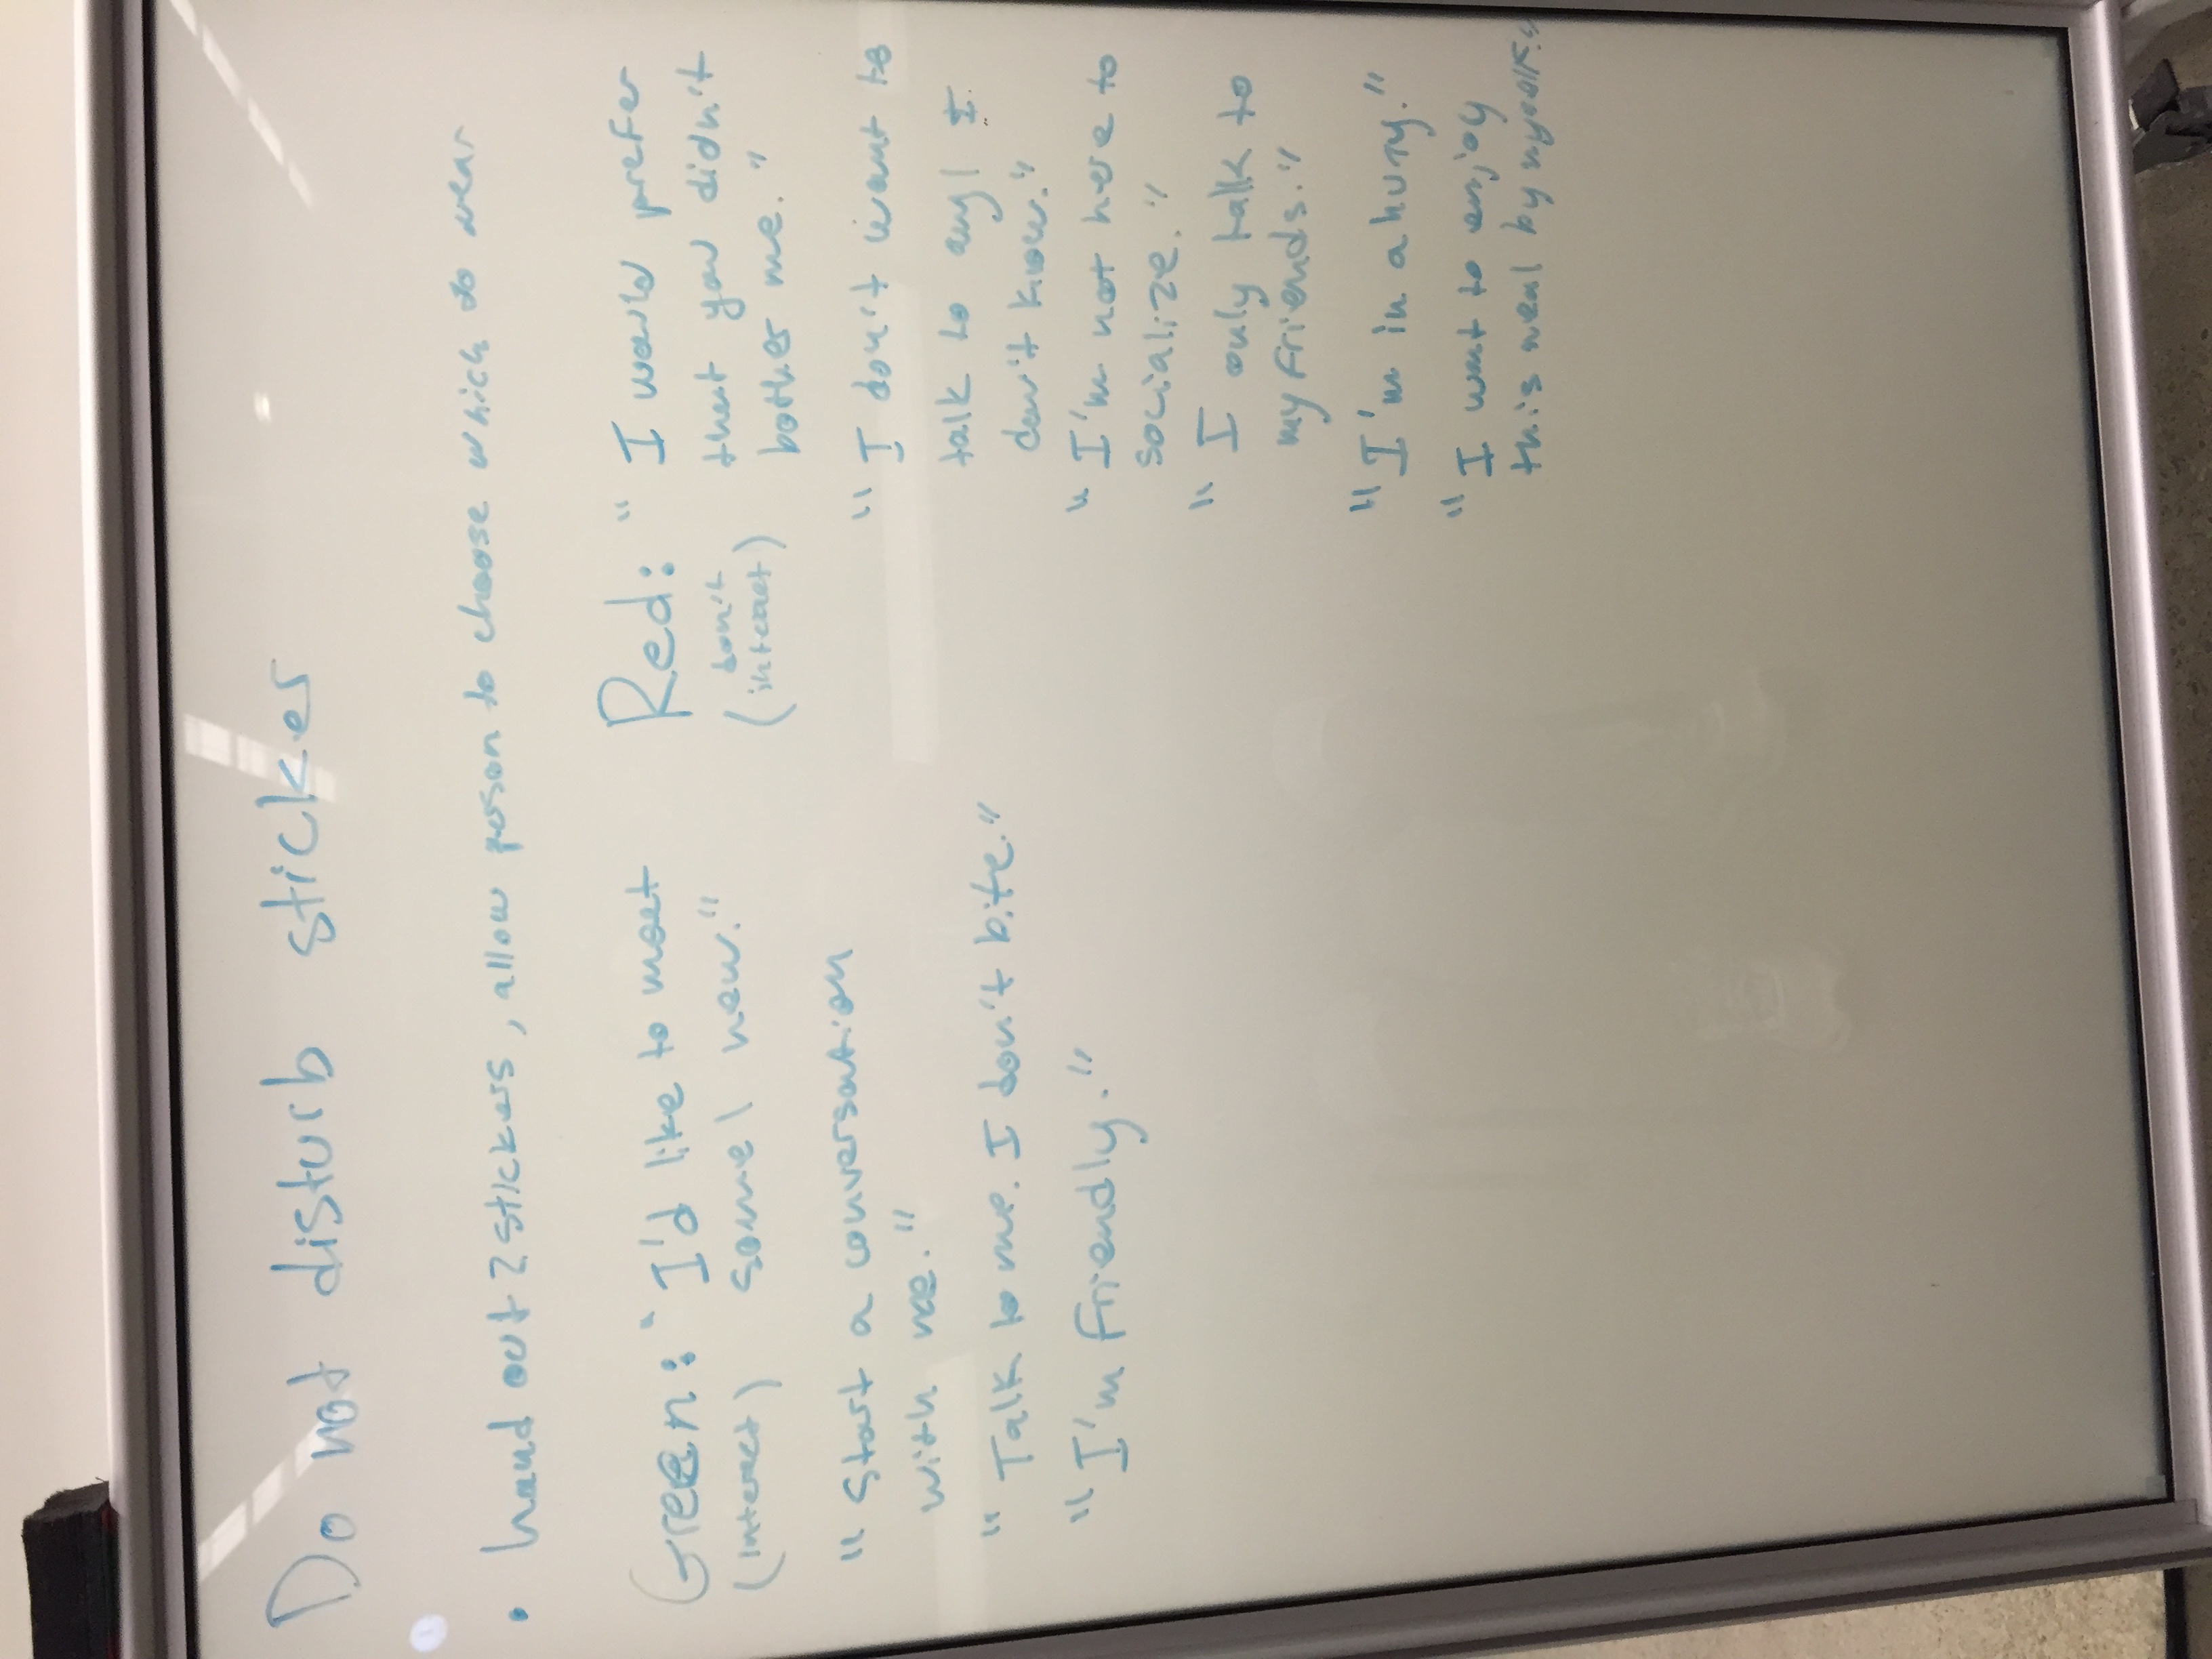 Do not disturb sticker
• hand out 2 stickers, allow person to choose which to wear
Green: "I'd like to meet
(interact) some1 new."
"Start a conversation
with me."
"Talk to me. I don't bite."
"I'm friendly."
Red: "I would prefer
(don't interact) that you didn't
bother me."
"I don't want to
talk to any1 I
don't know."
"I'm not here to
socialize."
"I only talk to
my friends."
"I'm in a hurry."
"I want to enjoy
this meal by myself."